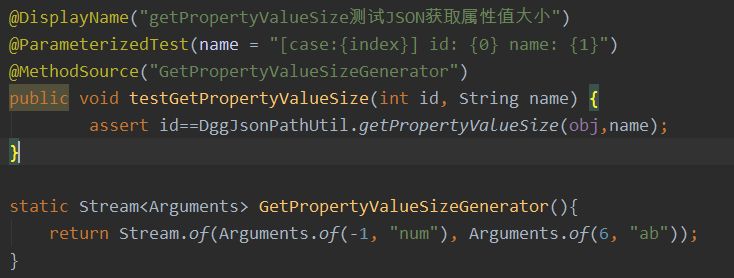 @DisplayName("getPropertyValueSize测试JSON获取属性值大小")
@ParameterizedTest(name = "[case:{index}] id: {0} name: {1}")
@MethodSource("GetPropertyValueSizeGenerator")
public void testGetPropertyValueSize(int id, String name) {
assert id==DggJsonPathUtil.getPropertyValueSize(obj,name);
}
static Stream<Arguments> GetPropertyValueSizeGenerator(){
return Stream.of(Arguments.of(-1, "num"), Arguments.of(6, "ab"));
}